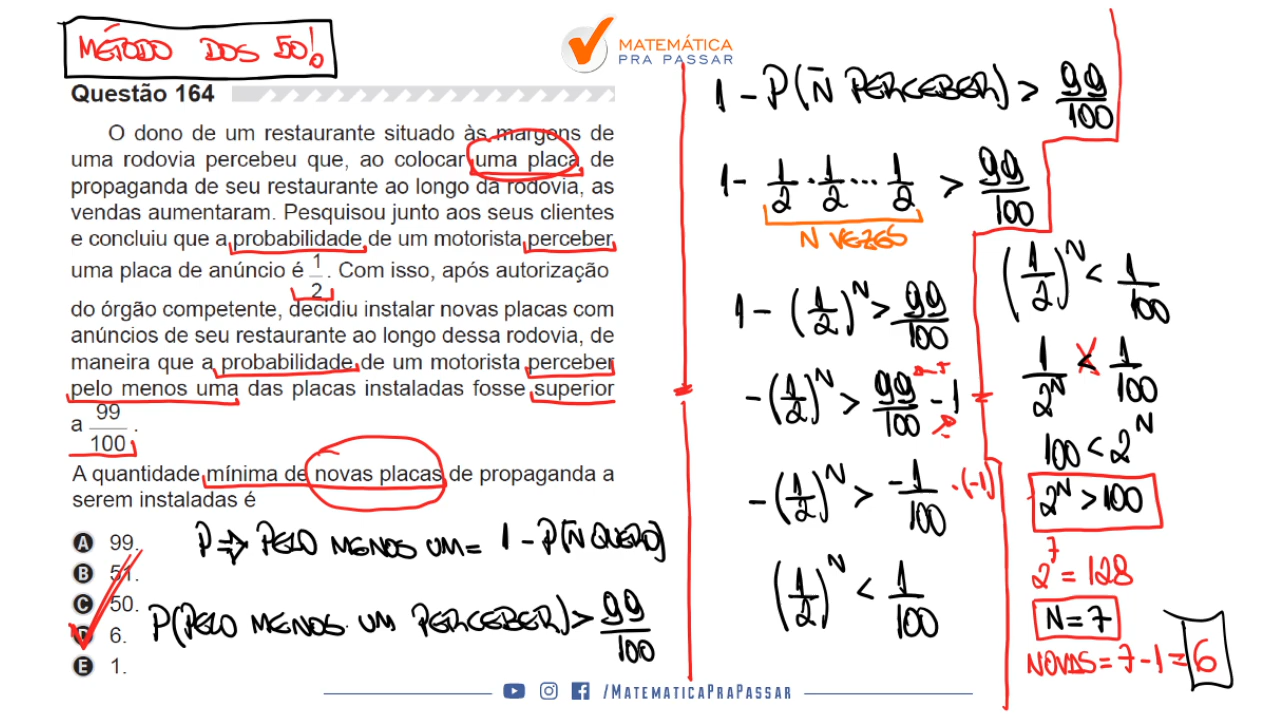 MÉTODO DOS 50!
MATEMÁTICA
PRA PASSAR
Questão 164
O dono de um restaurante situado às margens de
uma rodovia percebeu que, ao colocar uma placa de
propaganda de seu restaurante ao longo da rodovia, as
vendas aumentaram. Pesquisou junto aos seus clientes
e concluiu que a probabilidade de um motorista perceber
uma placa de anúncio é 1/2. Com isso, após autorização
do órgão competente, decidiu instalar novas placas com
anúncios de seu restaurante ao longo dessa rodovia, de
maneira que a probabilidade de um motorista perceber
pelo menos uma das placas instaladas fosse superior
a 99/100.
A quantidade mínima de novas placas de propaganda a
serem instaladas é
A 99.
B 51.
C 50.
D 6.
E 1.
P ⇒ PELO MENOS UM = 1 - P(Ñ QUERO)
P(PELO MENOS UM PERCEBER) > 99/100
1 - P(Ñ PERCEBER) > 99/100
1 - 1/2 · 1/2 ... 1/2 > 99/100
N VEZES
1 - (1/2)^N > 99/100
-(1/2)^N > 99/100 - 1
-(1/2)^N > -1/100 ·(-1)
(1/2)^N < 1/100
(1/2)^N < 1/100
1/2^N < 1/100
100 < 2^N
2^N > 100
2^7 = 128
N = 7
NOVAS = 7 - 1 = 6
/MATEMATICAPRAPASSAR